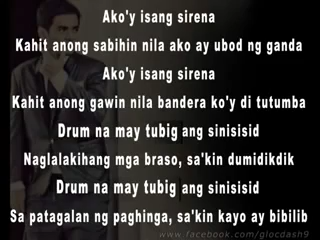 Ako'y isang sirena
Kahit anong sabihin nila ako ay ubod ng ganda
Ako'y isang sirena
Kahit anong gawin nila bandera ko'y di tutumba
Drum na may tubig ang sinisisid
Naglalakihang mga braso, sa'kin dumidikdik
Drum na may tubig ang sinisisid
Sa patagalan ng paghinga, sa'kin kayo ay bibilib
www.facebook.com/glocdash9